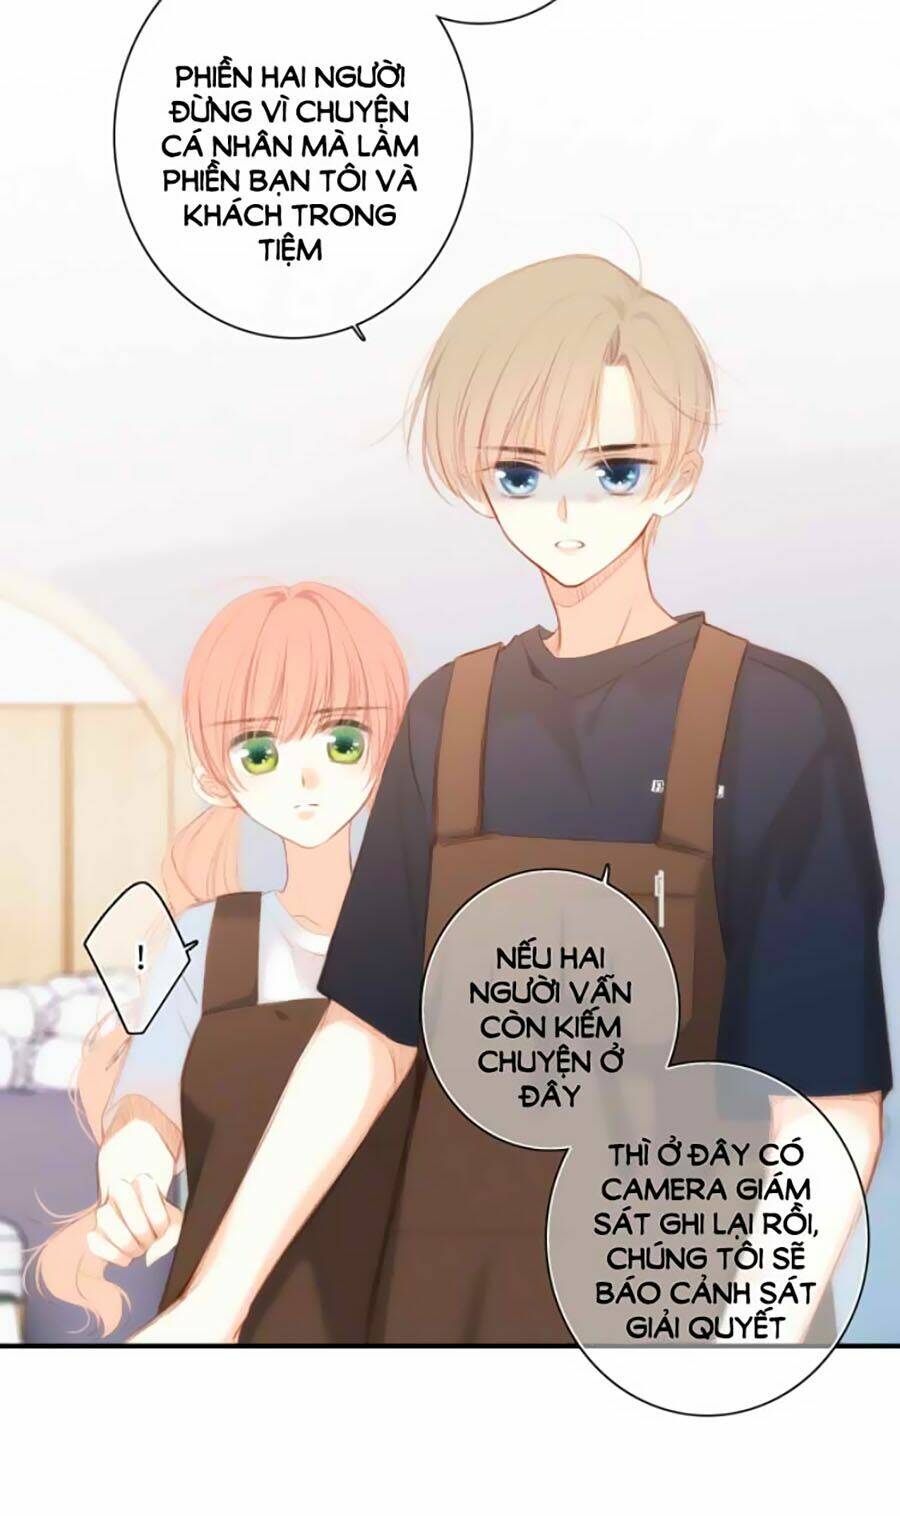 PHIỀN HAI NGƯỜI
ĐỪNG VÌ CHUYỆN
CÁ NHÂN MÀ LÀM
PHIỀN BẠN TÔI VÀ
KHÁCH TRONG
TIỆM
!
NẾU HAI
NGƯỜI VẪN
CÒN KIẾM
CHUYỆN Ở
ĐÂY
THÌ Ở ĐÂY CÓ
CAMERA GIÁM
SÁT GHI LẠI RỒI,
CHÚNG TÔI SẼ
BÁO CẢNH SÁT
GIẢI QUYẾT